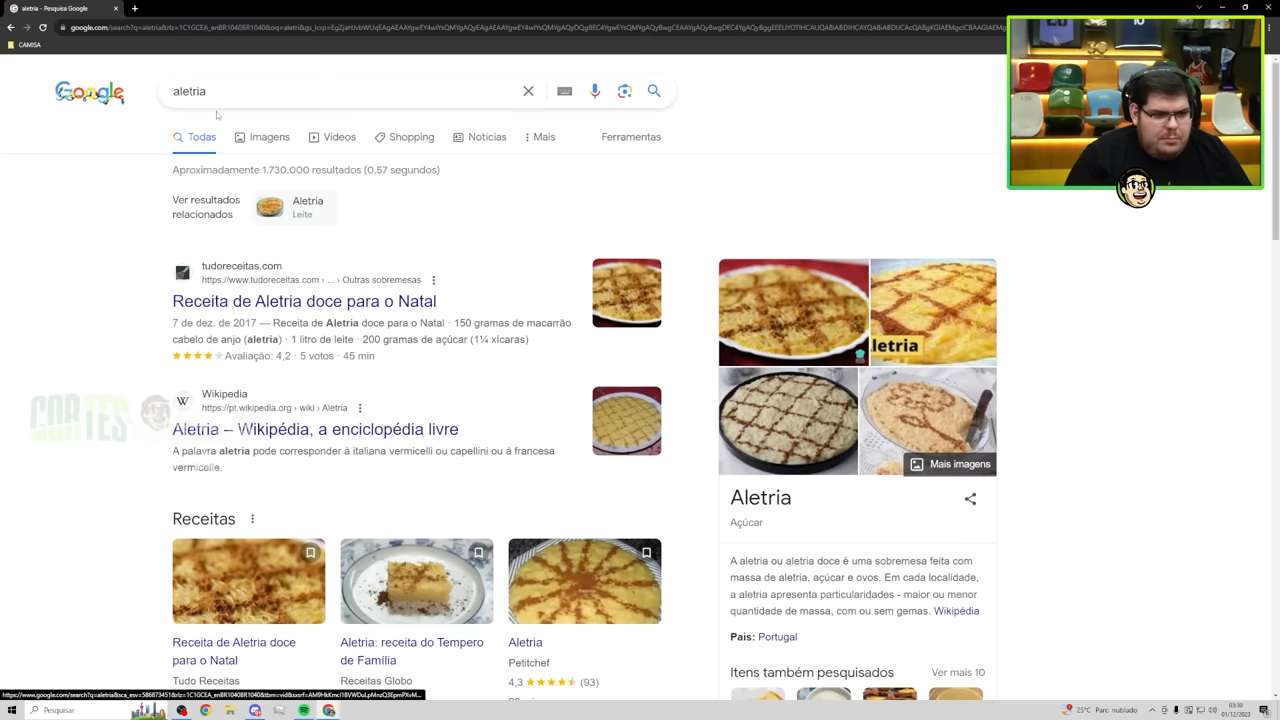 aletria - Pesquisa Google
CAMISA
Google
aletria
Todas
Imagens
Vídeos
Shopping
Notícias
Mais
Ferramentas
Aproximadamente 1.730.000 resultados (0,57 segundos)
Ver resultados
relacionados
Aletria
Leite
tudoreceitas.com
https://www.tudoreceitas.com › ... › Outras sobremesas
Receita de Aletria doce para o Natal
7 de dez. de 2017 — Receita de Aletria doce para o Natal · 150 gramas de macarrão
cabelo de anjo (aletria) · 1 litro de leite · 200 gramas de açúcar (1¼ xícaras)
Avaliação: 4,2 · 5 votos · 45 min
Wikipedia
https://pt.wikipedia.org › wiki › Aletria
CORTES
Aletria – Wikipédia, a enciclopédia livre
A palavra aletria pode corresponder à italiana vermicelli ou capellini ou à francesa
vermicalle.
Receitas
Receita de Aletria doce
para o Natal
Tudo Receitas
Aletria: receita do Tempero
de Família
Receitas Globo
Aletria
Petitchef
4,3 (93)
letria
Mais imagens
Aletria
Açúcar
A aletria ou aletria doce é uma sobremesa feita com
massa de aletria, açúcar e ovos. Em cada localidade,
a aletria apresenta particularidades - maior ou menor
quantidade de massa, com ou sem gemas. Wikipédia
País: Portugal
Itens também pesquisados
Ver mais 10
Pesquisar
25°C Parc. nublado
03:30
01/12/2023